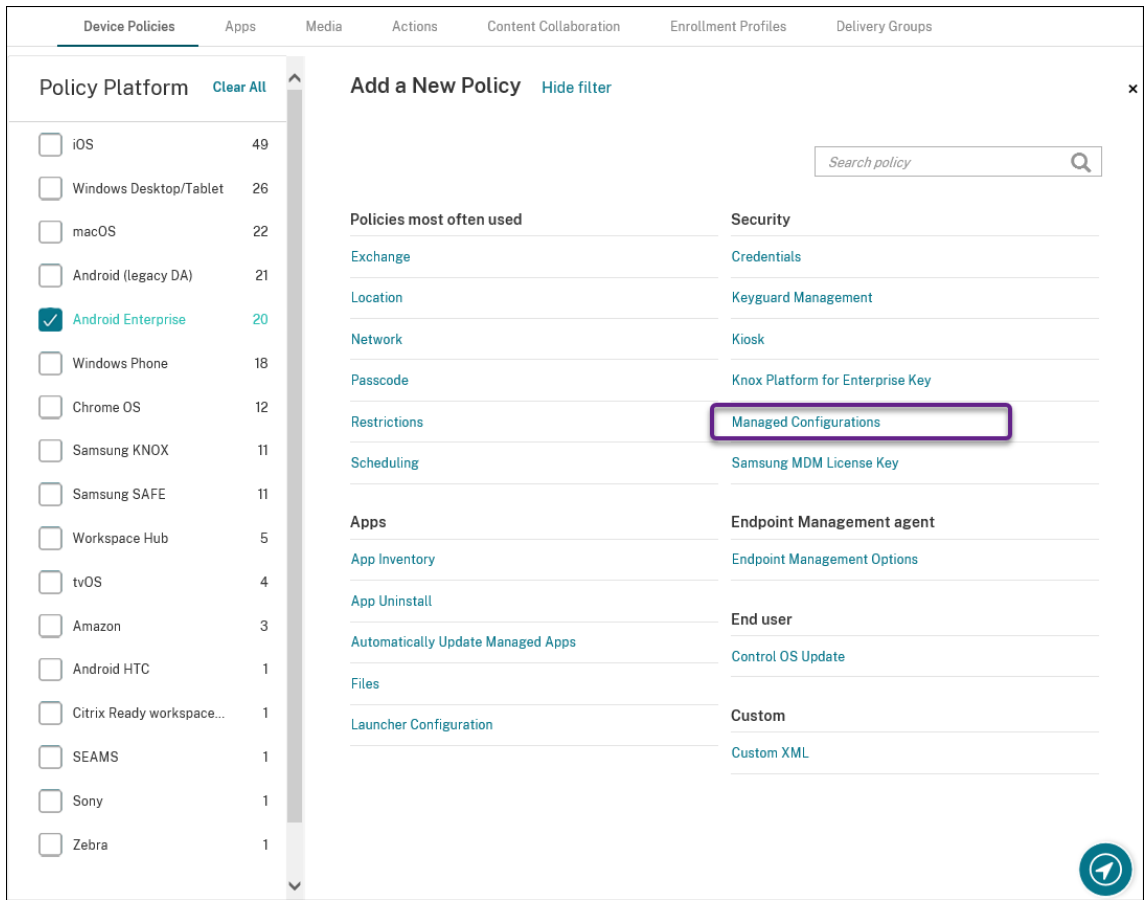 Device Policies Apps Media Actions Content Collaboration Enrollment Profiles Delivery Groups
Policy Platform Clear All
iOS 49
Windows Desktop/Tablet 26
macOS 22
Android (legacy DA) 21
Android Enterprise 20
Windows Phone 18
Chrome OS 12
Samsung KNOX 11
Samsung SAFE 11
Workspace Hub 5
tvOS 4
Amazon 3
Android HTC 1
Citrix Ready workspace... 1
SEAMS 1
Sony 1
Zebra 1
Add a New Policy Hide filter
Search policy
Policies most often used
Exchange
Location
Network
Passcode
Restrictions
Scheduling
Apps
App Inventory
App Uninstall
Automatically Update Managed Apps
Files
Launcher Configuration
Security
Credentials
Keyguard Management
Kiosk
Knox Platform for Enterprise Key
Managed Configurations
Samsung MDM License Key
Endpoint Management agent
Endpoint Management Options
End user
Control OS Update
Custom
Custom XML